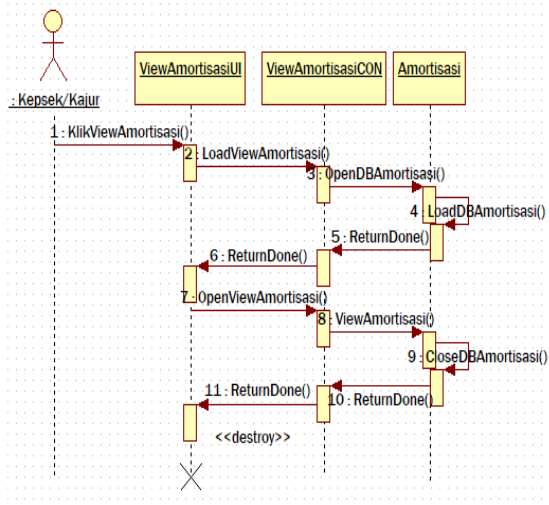 ViewAmortisasiUI
ViewAmortisasiCON
Amortisasi
: Kepsek/Kajur
1 : KlikViewAmortisasi()
2 : LoadViewAmortisasi()
3 : OpenDBAmortisasi()
4 : LoadDBAmortisasi()
5 : ReturnDone()
6 : ReturnDone()
7 : OpenViewAmortisasi()
8 : ViewAmortisasi()
9 : CloseDBAmortisasi()
11 : ReturnDone()
10 : ReturnDone()
<<destroy>>